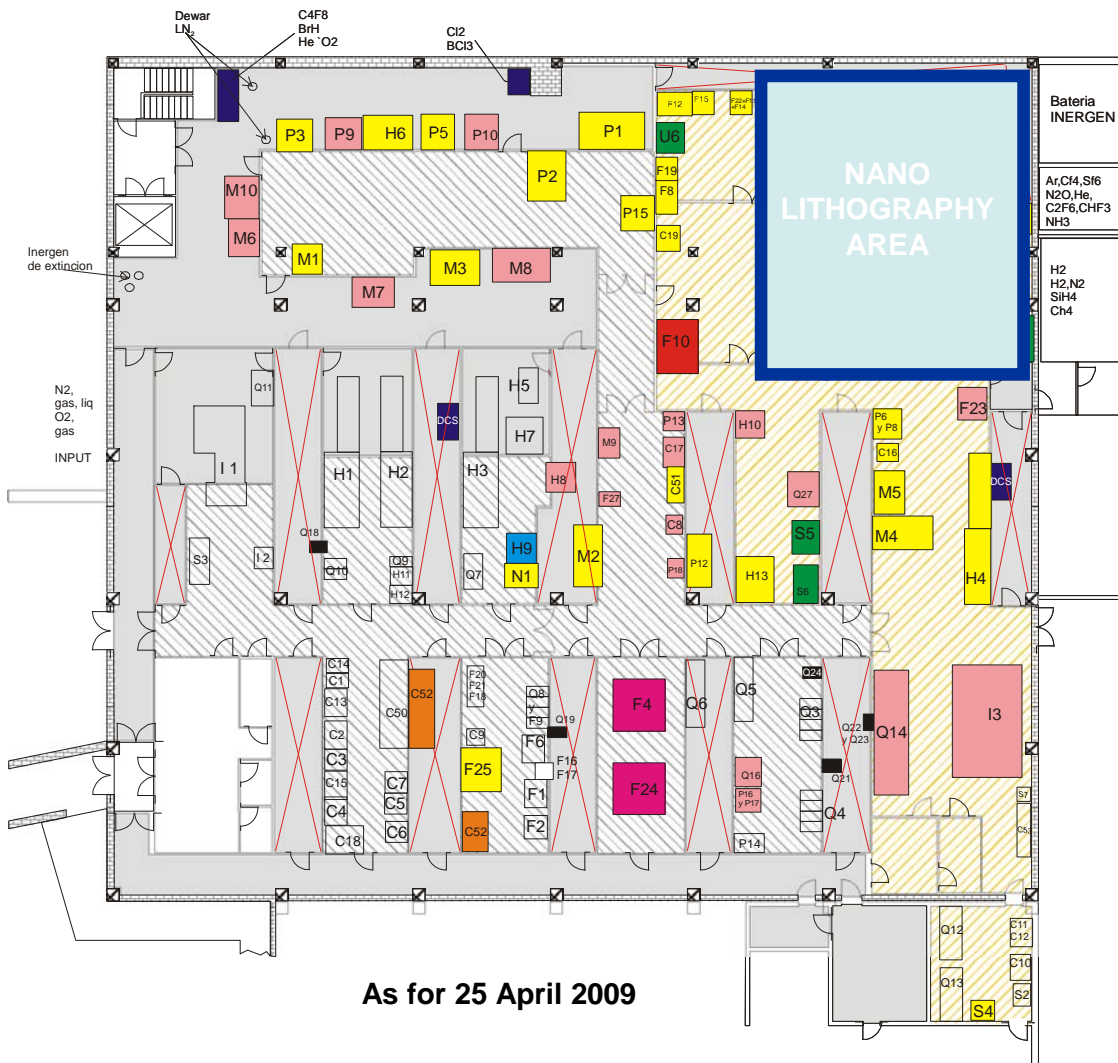 Dewar
LN2
C4F8
BrH
He `O2
Cl2
BCl3
Bateria
INERGEN
Ar,Cf4,Sf6
N2O,He,
C2F6,CHF3
NH3
H2
H2,N2
SiH4
Ch4
Inergen
de extincion
N2,
gas, liq
O2,
gas
INPUT
P3
P9
H6
P5
P10
P1
P2
P15
F12
F15
U6
F19
F8
C19
NANO
LITHOGRAPHY
AREA
M10
M6
M1
M7
M3
M8
F10
Q11
I 1
H1
H2
DCS
H3
H5
H7
H8
M9
F27
P13
C17
C51
C8
P18
H10
Q27
P6
y P8
C16
M5
M4
F23
DCS
H4
S3
I 2
Q18
Q10
Q9
H11
H12
Q7
H9
N1
M2
P12
H13
S5
S6
C14
C1
C13
C2
C3
C15
C4
C18
C50
C7
C5
C6
C52
F20
F21
F18
C9
F25
C52
Q8
y
F9
F6
Q19
F16
F17
F1
F2
F4
F24
Q6
Q5
Q16
P16
y P17
P14
Q24
Q3
Q4
Q22
y Q23
Q21
Q14
I3
S7
Q12
Q13
C11
C12
C10
S2
S4
As for 25 April 2009